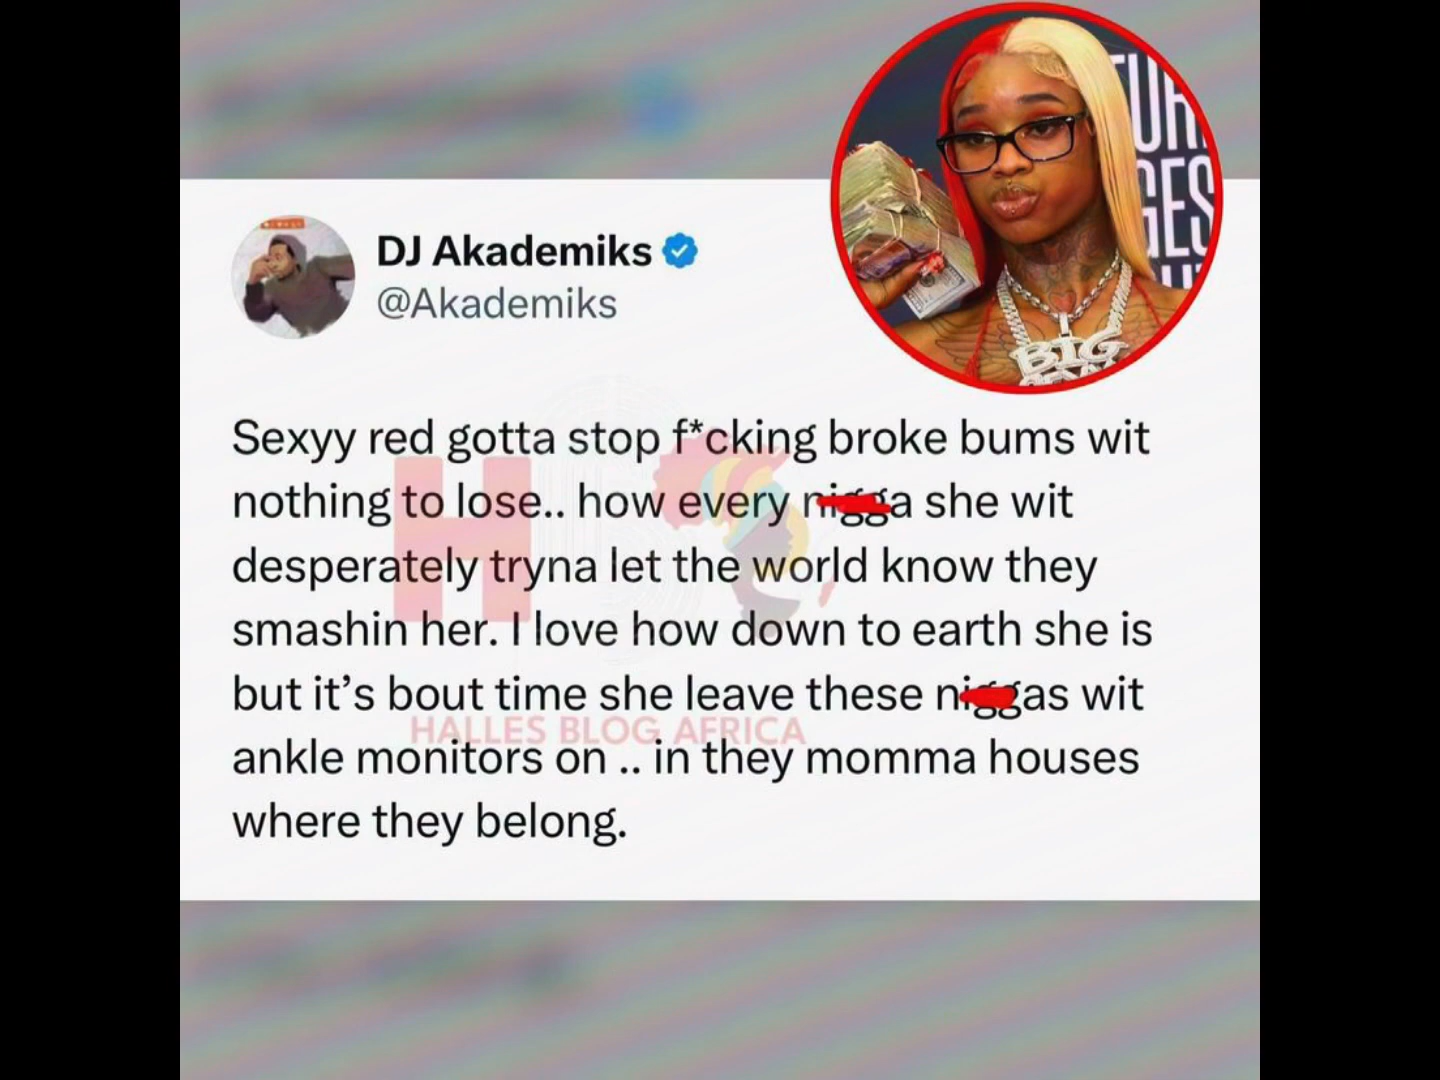 DJ Akademiks
@Akademiks
Sexyy red gotta stop f*cking broke bums wit
nothing to lose.. how every nigga she wit
desperately tryna let the world know they
smashin her. I love how down to earth she is
but it’s bout time she leave these niggas wit
ankle monitors on .. in they momma houses
where they belong.
HALLES BLOG AFRICA
BIG